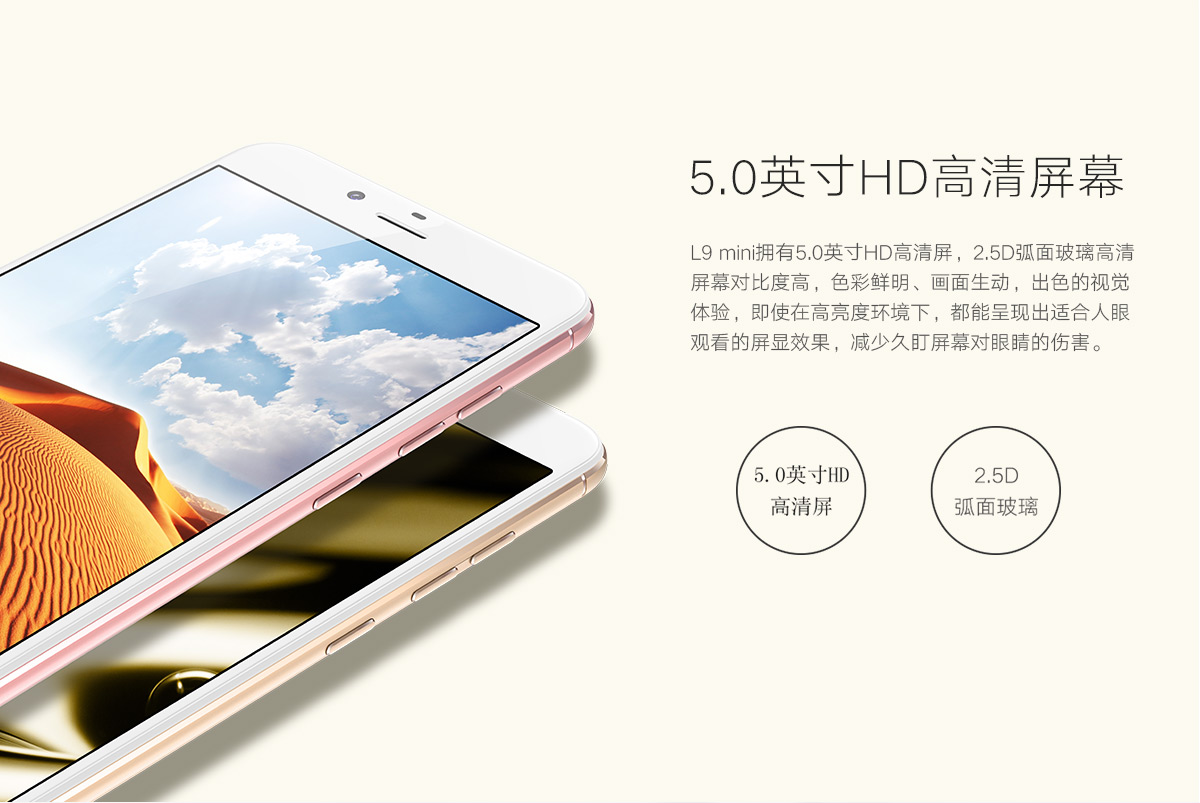 5.0英寸HD高清屏幕
L9 mini拥有5.0英寸HD高清屏，2.5D弧面玻璃高清
屏幕对比度高，色彩鲜明、画面生动，出色的视觉
体验，即使在高亮度环境下，都能呈现出适合人眼
观看的屏显效果，减少久盯屏幕对眼睛的伤害。
5.0英寸HD
高清屏
2.5D
弧面玻璃